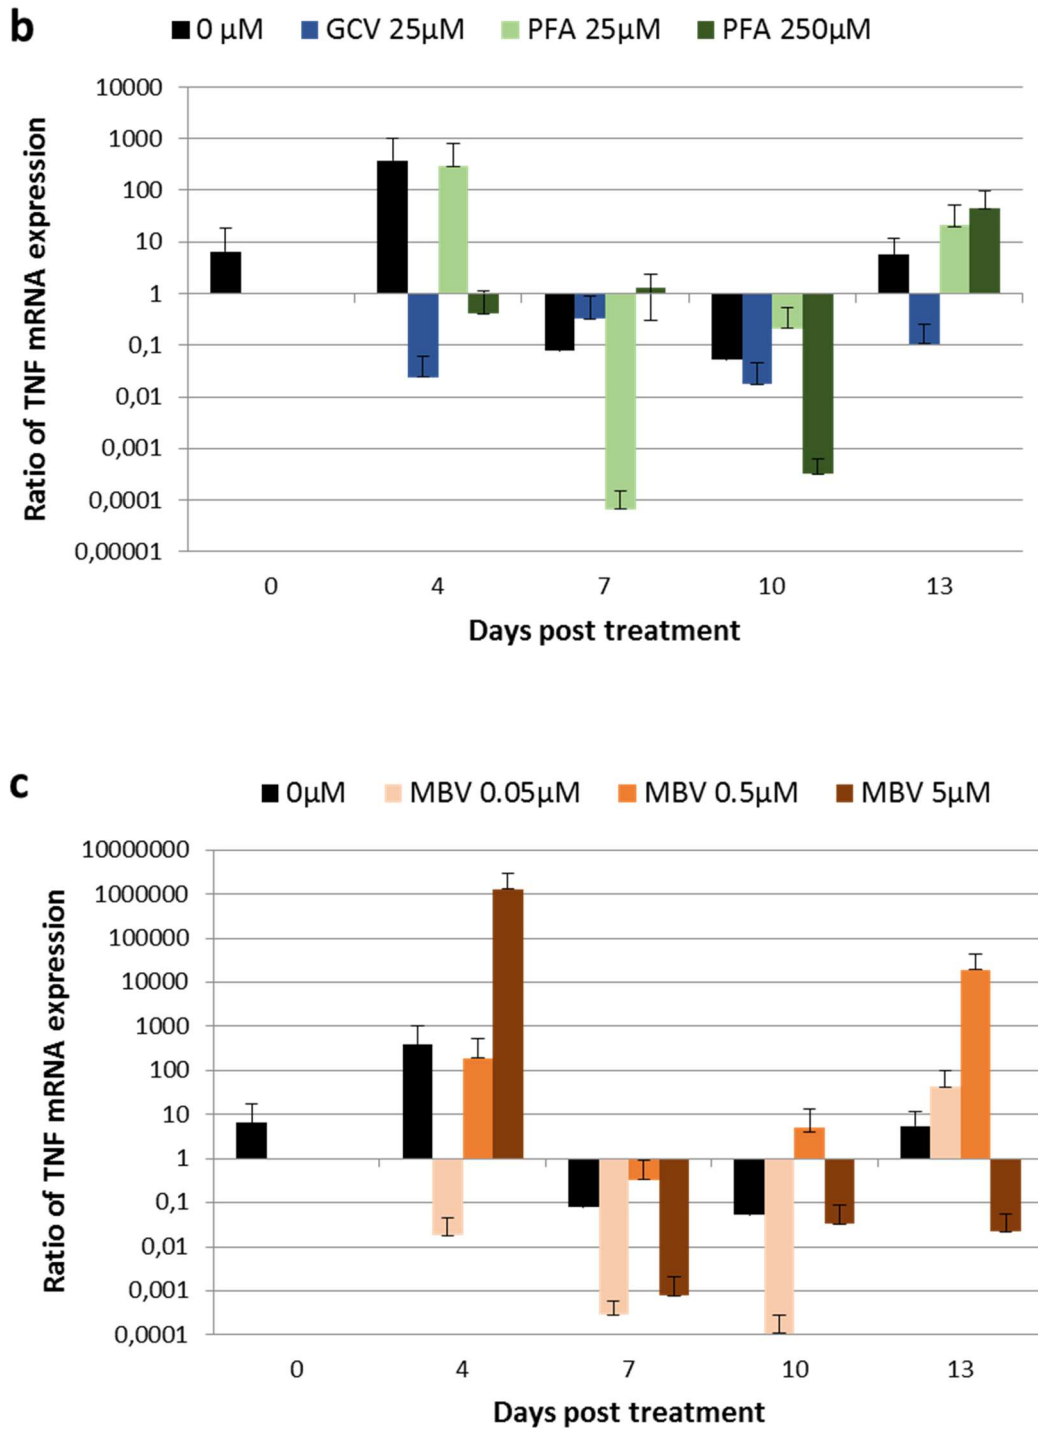 b
0 µM GCV 25µM PFA 25µM PFA 250µM
Ratio of TNF mRNA expression
10000
1000
100
10
1
0,1
0,01
0,001
0,0001
0,00001
0 4 7 10 13
Days post treatment
c
0µM MBV 0.05µM MBV 0.5µM MBV 5µM
Ratio of TNF mRNA expression
10000000
1000000
100000
10000
1000
100
10
1
0,1
0,01
0,001
0,0001
0 4 7 10 13
Days post treatment